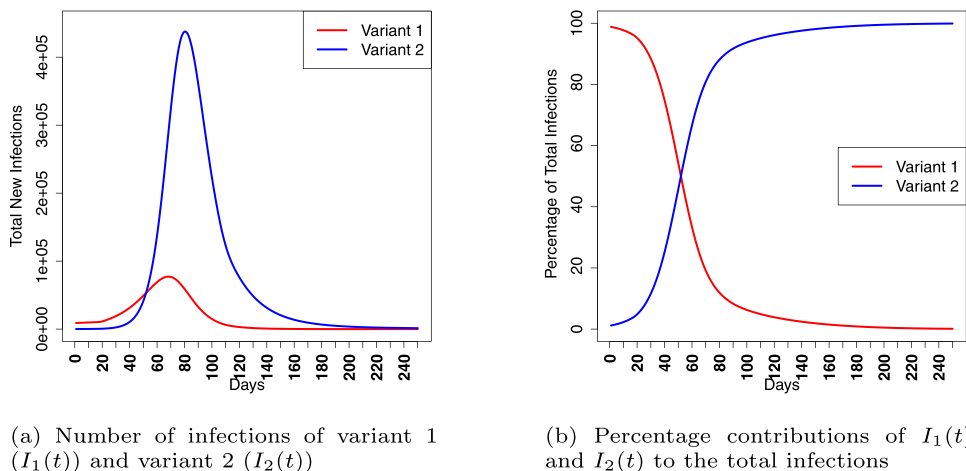 Variant 1
Variant 2
Total New Infections
0e+00 1e+05 2e+05 3e+05 4e+05
0 20 40 60 80 100 120 140 160 180 200 220 240
Days
(a) Number of infections of variant 1
(I1(t)) and variant 2 (I2(t))
Variant 1
Variant 2
Percentage of Total Infections
0 20 40 60 80 100
0 20 40 60 80 100 120 140 160 180 200 220 240
Days
(b) Percentage contributions of I1(t)
and I2(t) to the total infections